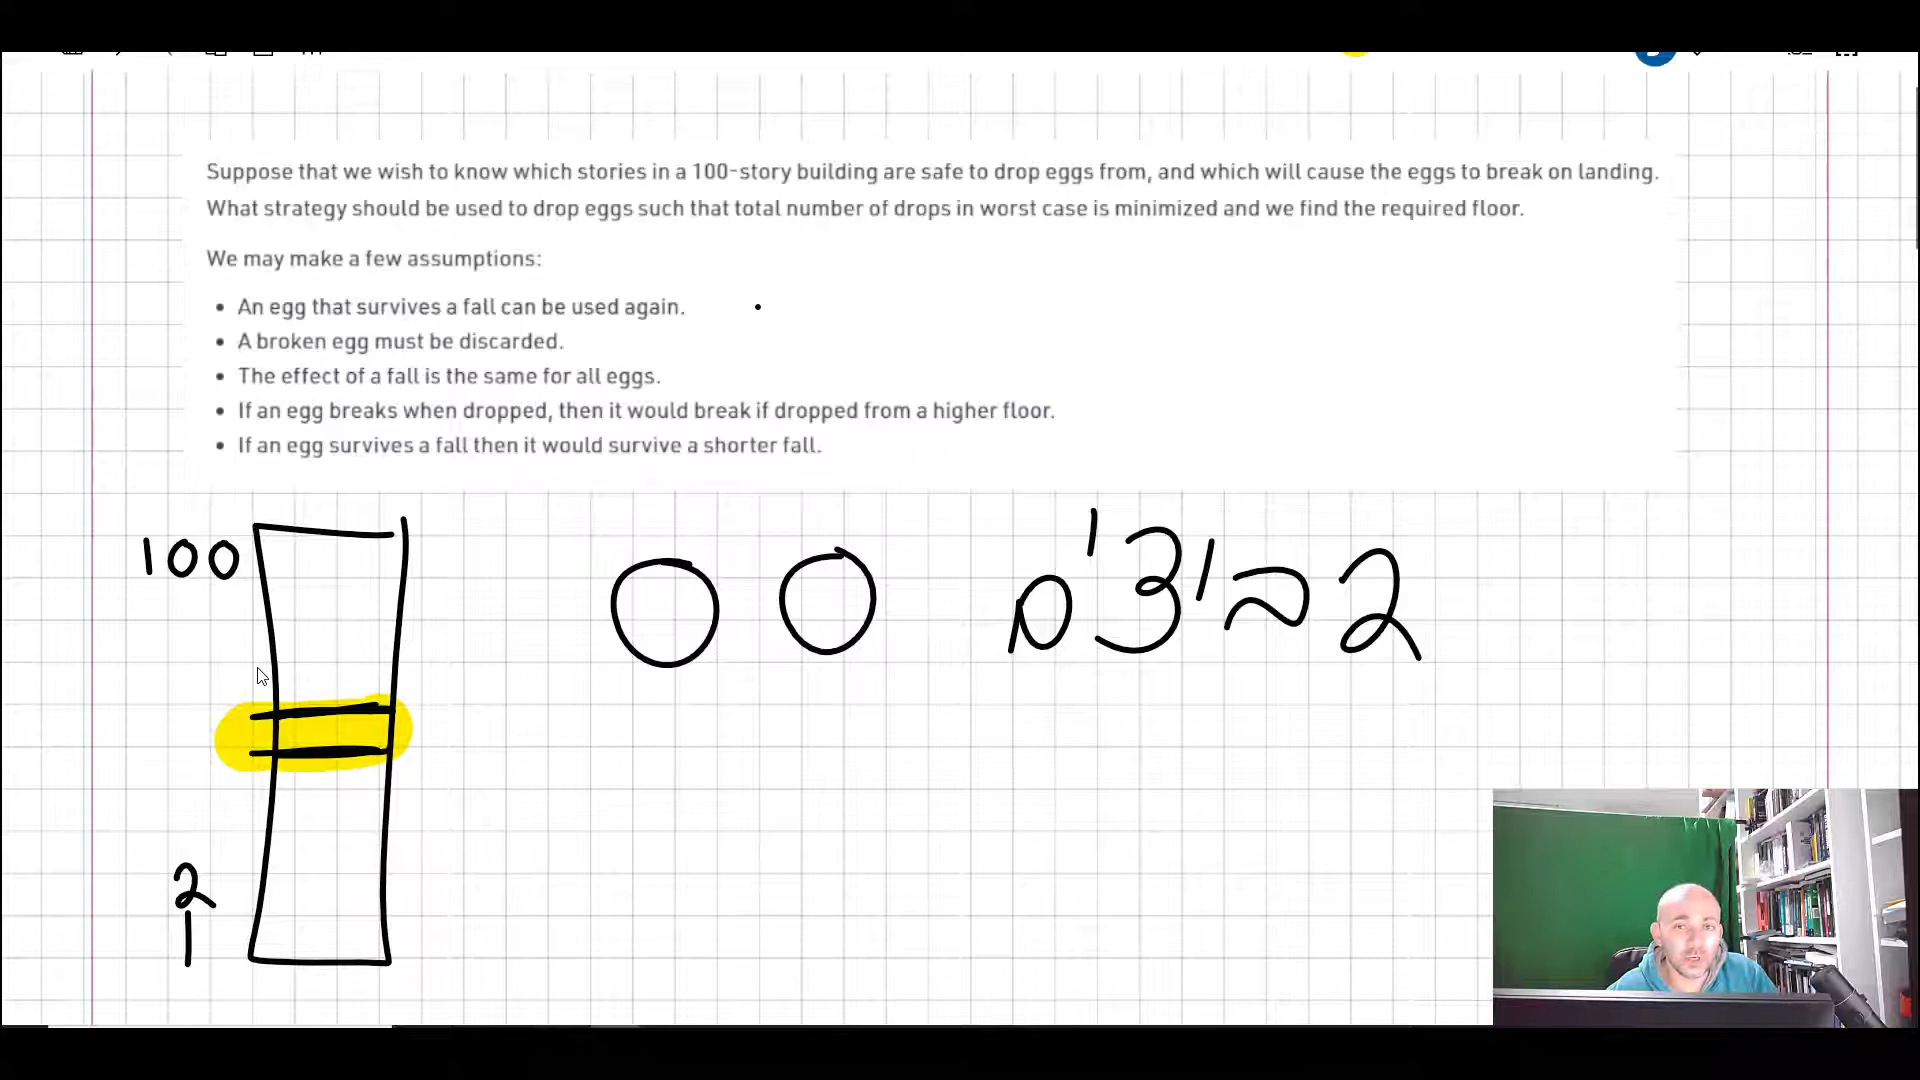 Suppose that we wish to know which stories in a 100-story building are safe to drop eggs from, and which will cause the eggs to break on landing.
What strategy should be used to drop eggs such that total number of drops in worst case is minimized and we find the required floor.
We may make a few assumptions:
• An egg that survives a fall can be used again.
• A broken egg must be discarded.
• The effect of a fall is the same for all eggs.
• If an egg breaks when dropped, then it would break if dropped from a higher floor.
• If an egg survives a fall then it would survive a shorter fall.
100
2 ביצים
2
1